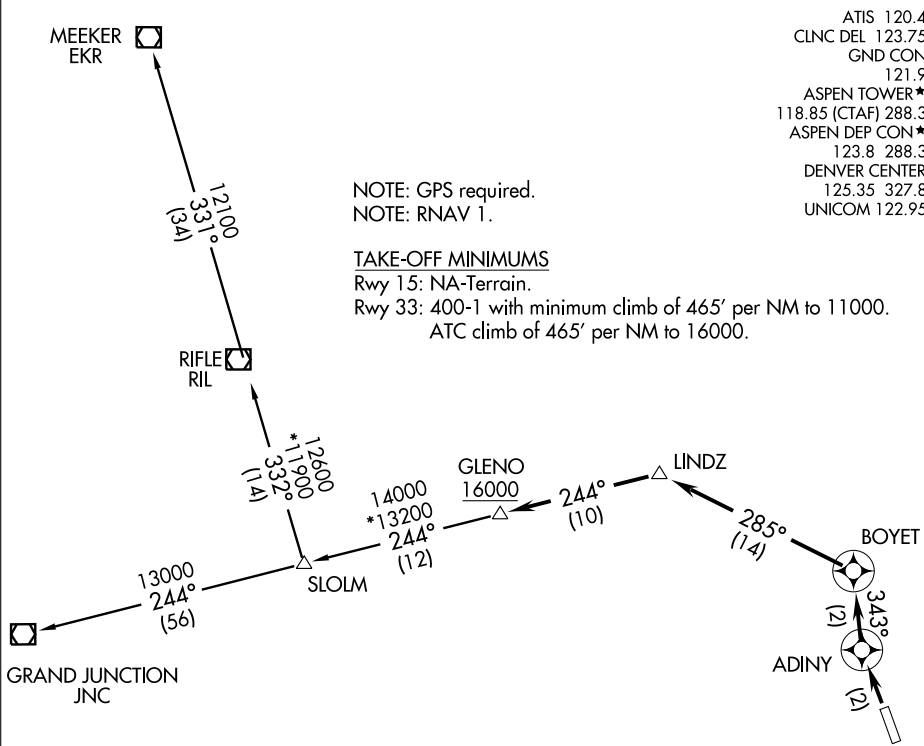 ATIS 120.4
CLNC DEL 123.75
GND CON
121.9
ASPEN TOWER★
118.85 (CTAF) 288.3
ASPEN DEP CON★
123.8 288.3
DENVER CENTER
125.35 327.8
UNICOM 122.95
MEEKER
EKR
12100
331°
(34)
NOTE: GPS required.
NOTE: RNAV 1.
TAKE-OFF MINIMUMS
Rwy 15: NA-Terrain.
Rwy 33: 400-1 with minimum climb of 465' per NM to 11000.
ATC climb of 465' per NM to 16000.
RIFLE
RIL
12600
*11900
332°
(14)
GLENO
16000
LINDZ
244°
(10)
14000
*13200
244°
(12)
285°
(14)
BOYET
SLOLM
13000
244°
(56)
343°
(2)
ADINY
(2)
GRAND JUNCTION
JNC